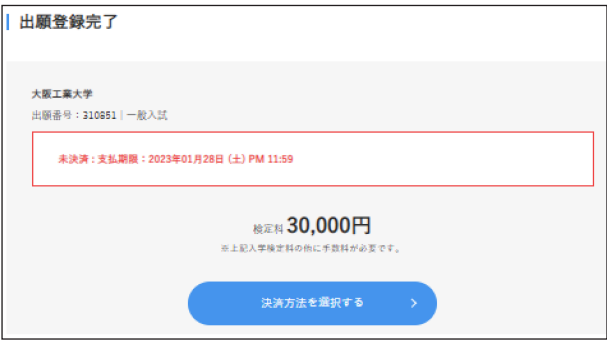 出願登録完了
大阪工業大学
出願番号：310851｜一般入試
未決済：支払期限：2023年01月28日 (土) PM 11:59
検定料 30,000円
※上記入学検定料の他に手数料が必要です。
決済方法を選択する